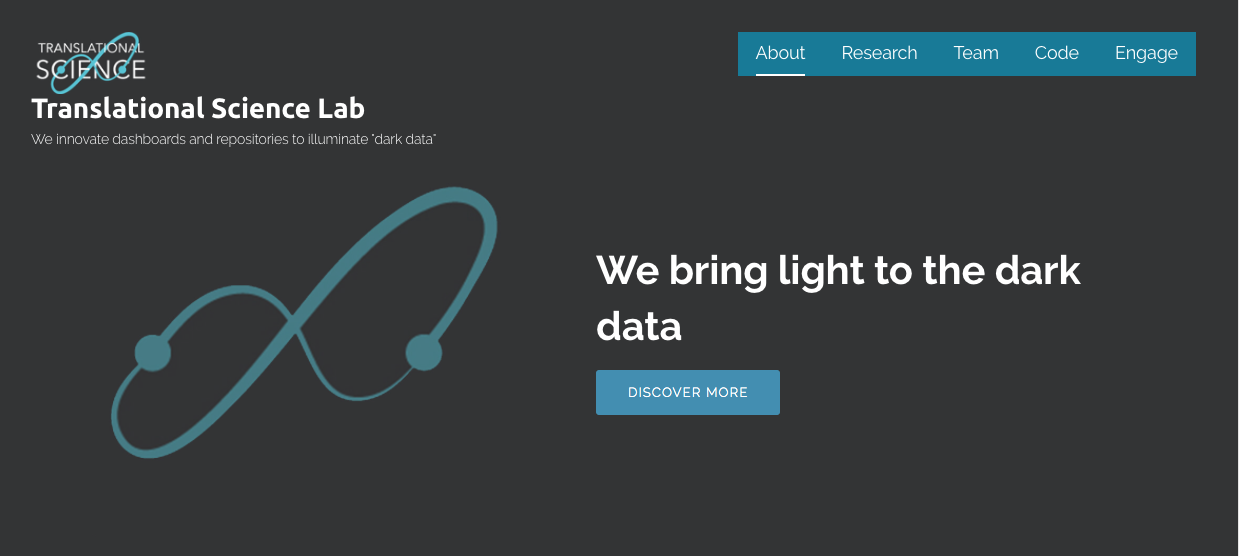 TRANSLATIONAL
SCIENCE
Translational Science Lab
We innovate dashboards and repositories to illuminate "dark data"
About Research Team Code Engage
We bring light to the dark
data
DISCOVER MORE